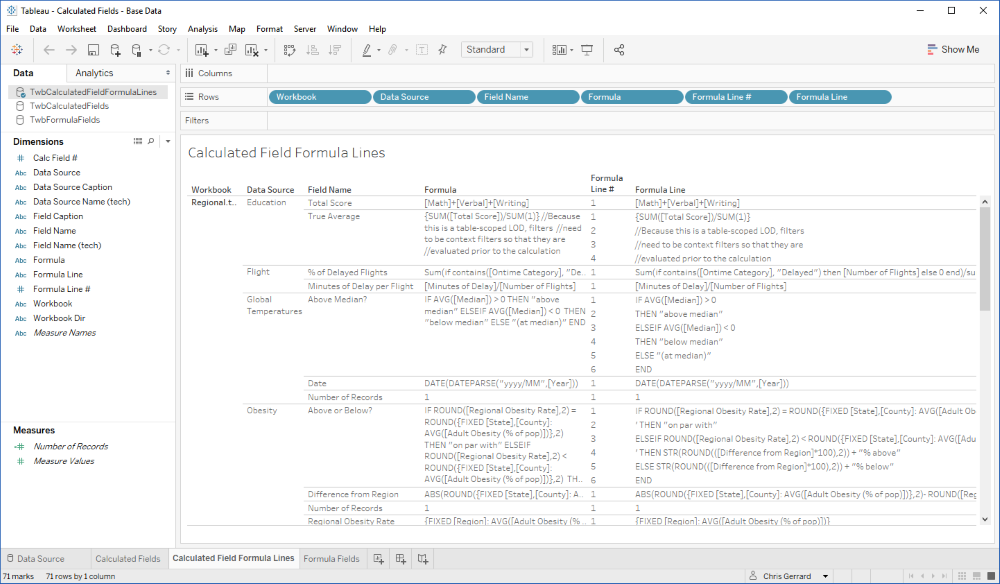 Tableau - Calculated Fields - Base Data
File Data Worksheet Dashboard Story Analysis Map Format Server Window Help
Standard Show Me
Data Analytics
TwbCalculatedFieldFormulaLines
TwbCalculatedFields
TwbFormulaFields
Dimensions
# Calc Field #
Abc Data Source
Abc Data Source Caption
Abc Data Source Name (tech)
Abc Field Caption
Abc Field Name
Abc Field Name (tech)
Abc Formula
Abc Formula Line
# Formula Line #
Abc Workbook
Abc Workbook Dir
Abc Measure Names
Measures
# Number of Records
# Measure Values
Columns
Rows Workbook Data Source Field Name Formula Formula Line # Formula Line
Filters
Calculated Field Formula Lines
Workbook Data Source Field Name Formula Formula Line # Formula Line
Regional.t.. Education Total Score [Math]+[Verbal]+[Writing] 1 [Math]+[Verbal]+[Writing]
True Average {SUM([Total Score])/SUM(1)} //Because 1 {SUM([Total Score])/SUM(1)}
this is a table-scoped LOD, filters //need 2 //Because this is a table-scoped LOD, filters
to be context filters so that they are 3 //need to be context filters so that they are
//evaluated prior to the calculation 4 //evaluated prior to the calculation
Flight % of Delayed Flights Sum(if contains([Ontime Category], "De.. 1 Sum(if contains([Ontime Category], "Delayed") then [Number of Flights] else 0 end)/su
Minutes of Delay per Flight [Minutes of Delay]/[Number of Flights] 1 [Minutes of Delay]/[Number of Flights]
Global Above Median? IF AVG([Median]) > 0 THEN "above 1 IF AVG([Median]) > 0
Temperatures median" ELSEIF AVG([Median]) < 0 THEN 2 THEN "above median"
"below median" ELSE "(at median)" END 3 ELSEIF AVG([Median]) < 0
4 THEN "below median"
5 ELSE "(at median)"
6 END
Date DATE(DATEPARSE("yyyy/MM",[Year])) 1 DATE(DATEPARSE("yyyy/MM",[Year]))
Number of Records 1 1 1
Obesity Above or Below? IF ROUND([Regional Obesity Rate],2) = 1 IF ROUND([Regional Obesity Rate],2) = ROUND({FIXED [State],[County]: AVG([Adult Ob
ROUND({FIXED [State],[County]: 2 ' THEN "on par with"
AVG([Adult Obesity (% of pop)])},2) 3 ELSEIF ROUND([Regional Obesity Rate],2) < ROUND({FIXED [State],[County]: AVG([Adu
THEN "on par with" ELSEIF 4 ' THEN STR(ROUND(([Difference from Region]*100),2)) + "% above"
ROUND([Regional Obesity Rate],2) < 5 ELSE STR(ROUND(([Difference from Region]*100),2)) + "% below"
ROUND({FIXED [State],[County]: 6 END
AVG([Adult Obesity (% of pop)])},2) TH..
Difference from Region ABS(ROUND({FIXED [State],[County]: A.. 1 ABS(ROUND({FIXED [State],[County]: AVG([Adult Obesity (% of pop)])},2)- ROUND([Reg
Number of Records 1 1 1
Regional Obesity Rate {FIXED [Region]: AVG([Adult Obesity (% .. 1 {FIXED [Region]: AVG([Adult Obesity (% of pop)])}
Data Source Calculated Fields Calculated Field Formula Lines Formula Fields
71 marks 71 rows by 1 column Chris Gerrard